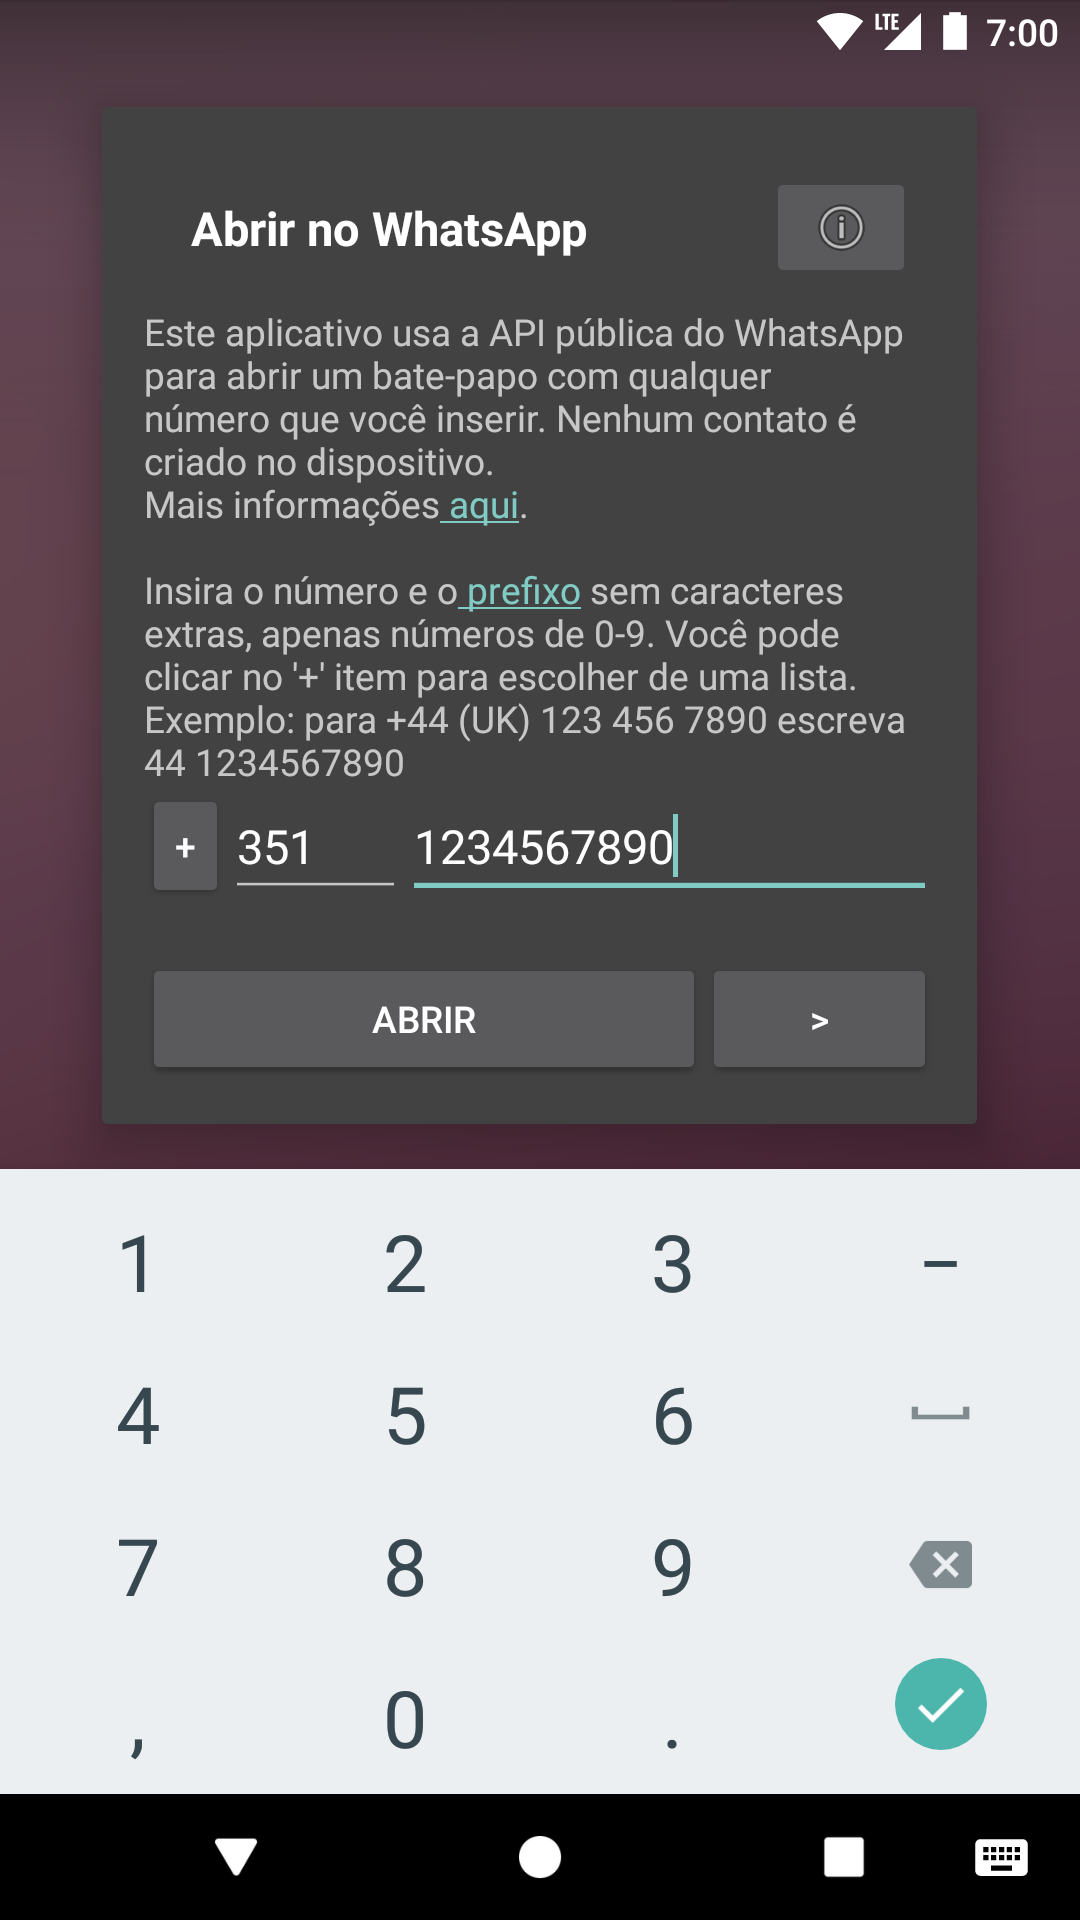 LTE 7:00
Abrir no WhatsApp
Este aplicativo usa a API pública do WhatsApp
para abrir um bate-papo com qualquer
número que você inserir. Nenhum contato é
criado no dispositivo.
Mais informações aqui.
Insira o número e o prefixo sem caracteres
extras, apenas números de 0-9. Você pode
clicar no '+' item para escolher de uma lista.
Exemplo: para +44 (UK) 123 456 7890 escreva
44 1234567890
+ 351 1234567890
ABRIR >
1 2 3 –
4 5 6
7 8 9
, 0 .